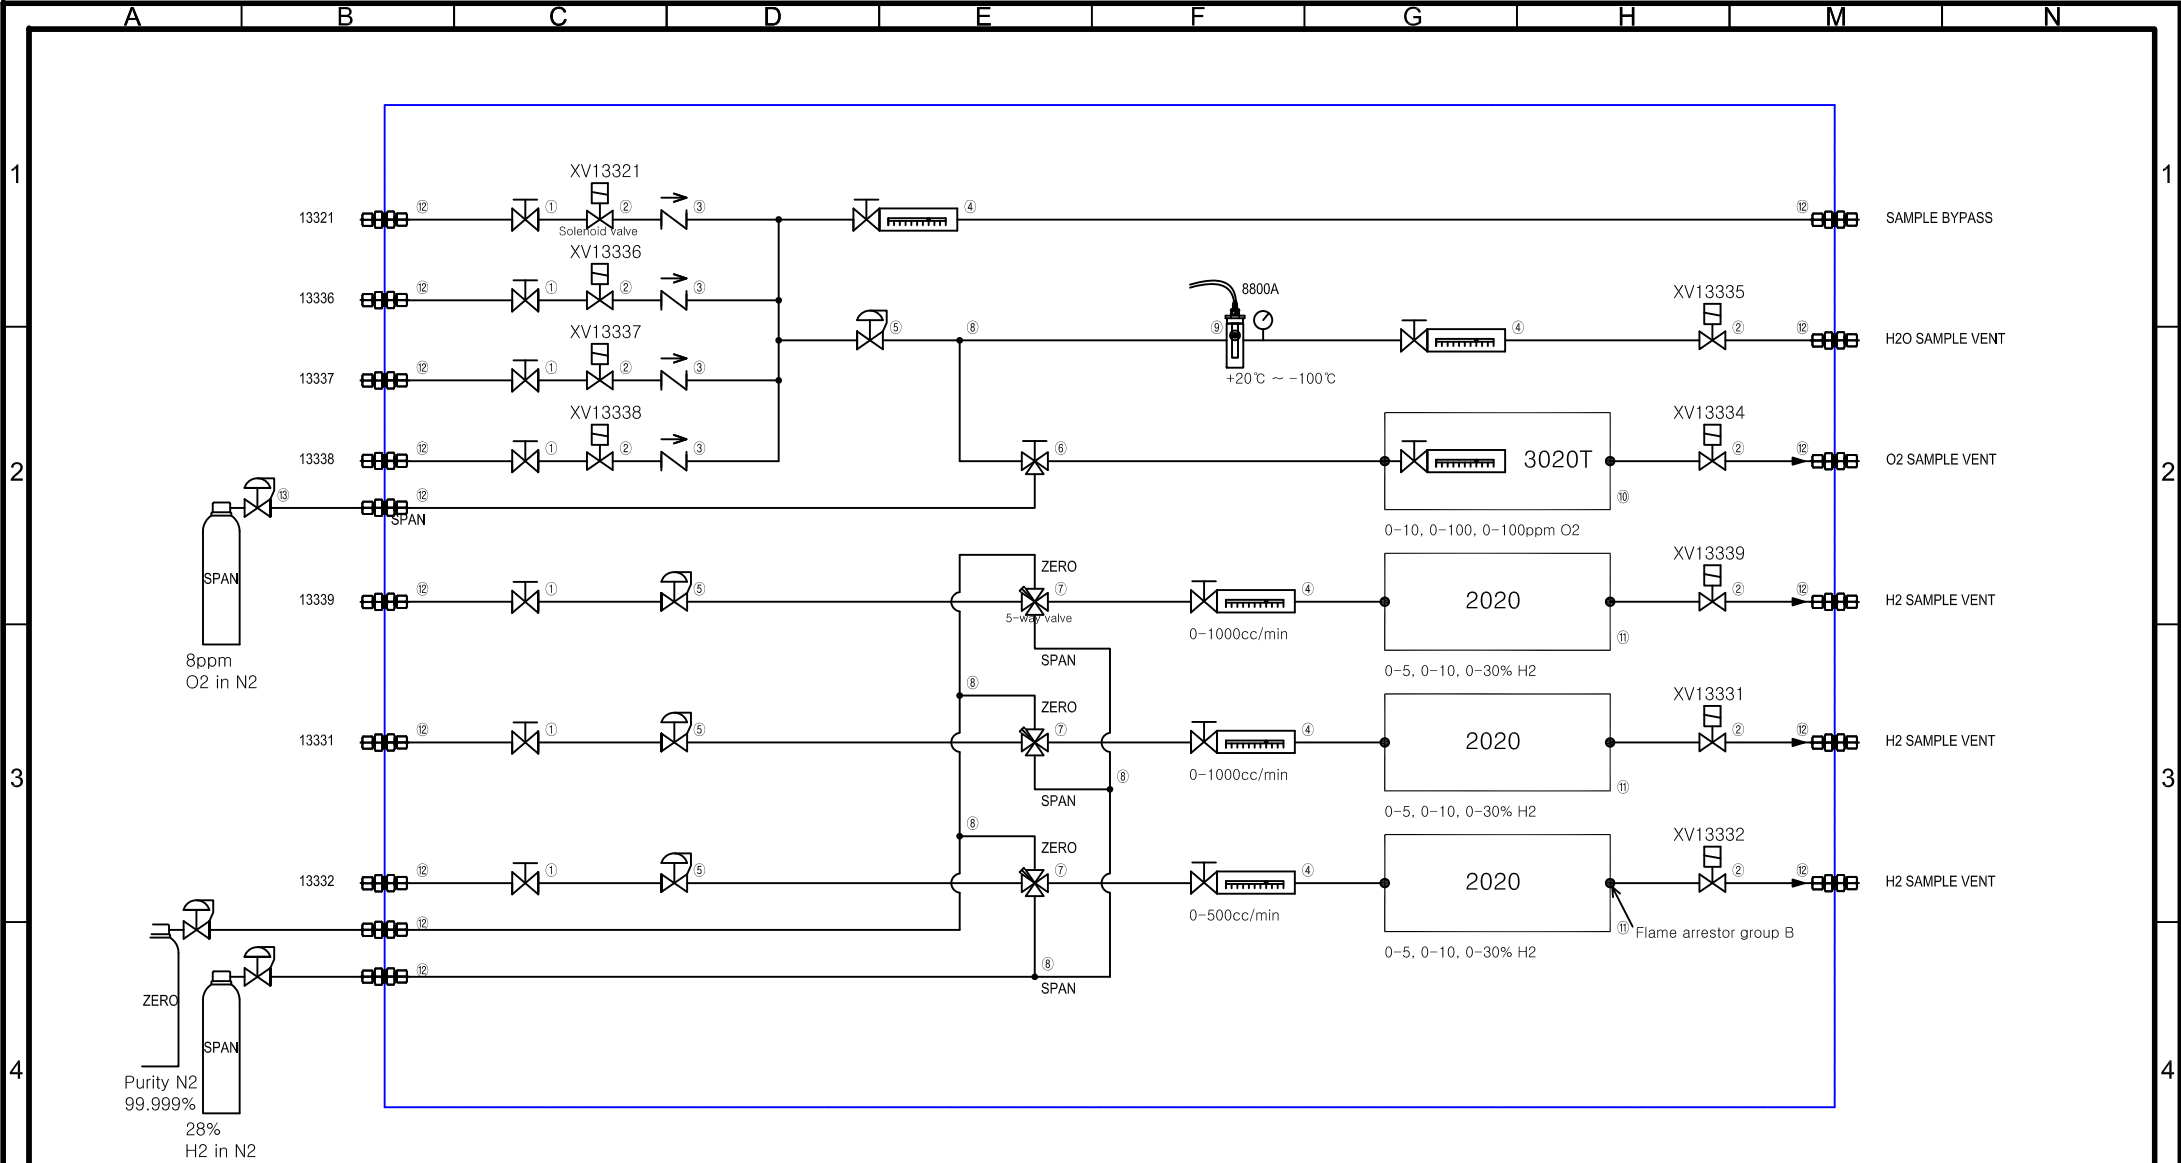 A B C D E F G H M N
1 1
XV13321
13321 ⑫ ① ② ③ ④ ⑫ SAMPLE BYPASS
Solenoid valve
XV13336
13336 ⑫ ① ② ③ 8800A XV13335
⑤ ⑧ ⑨ ④ ② ⑫ H2O SAMPLE VENT
XV13337
13337 ⑫ ① ② ③ +20℃ ~ -100℃
XV13338 XV13334
13338 ⑫ ① ② ③ ⑥ 3020T ② ⑫ O2 SAMPLE VENT
2 2
⑬ ⑫ ⑩
SPAN
0-10, 0-100, 0-100ppm O2
XV13339
SPAN ZERO
13339 ⑫ ① ⑤ ⑦ ④ 2020 ② ⑫ H2 SAMPLE VENT
5-way valve
0-1000cc/min ⑪
8ppm SPAN
O2 in N2 0-5, 0-10, 0-30% H2
⑧ XV13331
ZERO
13331 ⑫ ① ⑤ ⑦ ④ 2020 ② ⑫ H2 SAMPLE VENT
3 ⑧ 0-1000cc/min ⑪ 3
SPAN
0-5, 0-10, 0-30% H2
⑧ XV13332
ZERO
13332 ⑫ ① ⑤ ⑦ ④ 2020 ② ⑫ H2 SAMPLE VENT
0-500cc/min
⑫ ⑪ Flame arrestor group B
0-5, 0-10, 0-30% H2
⑫ ⑧
SPAN
ZERO
SPAN
4 4
Purity N2
99.999%
28%
H2 in N2